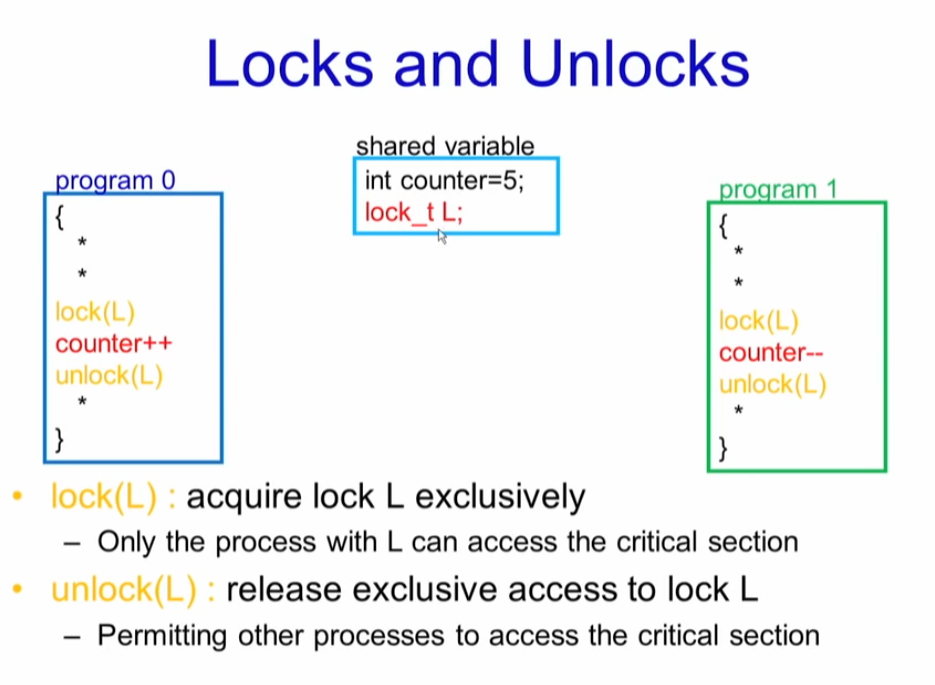 Locks and Unlocks
shared variable
int counter=5;
lock_t L;
program 0
{
*
*
lock(L)
counter++
unlock(L)
*
}
program 1
{
*
*
lock(L)
counter--
unlock(L)
*
}
• lock(L) : acquire lock L exclusively
– Only the process with L can access the critical section
• unlock(L) : release exclusive access to lock L
– Permitting other processes to access the critical section